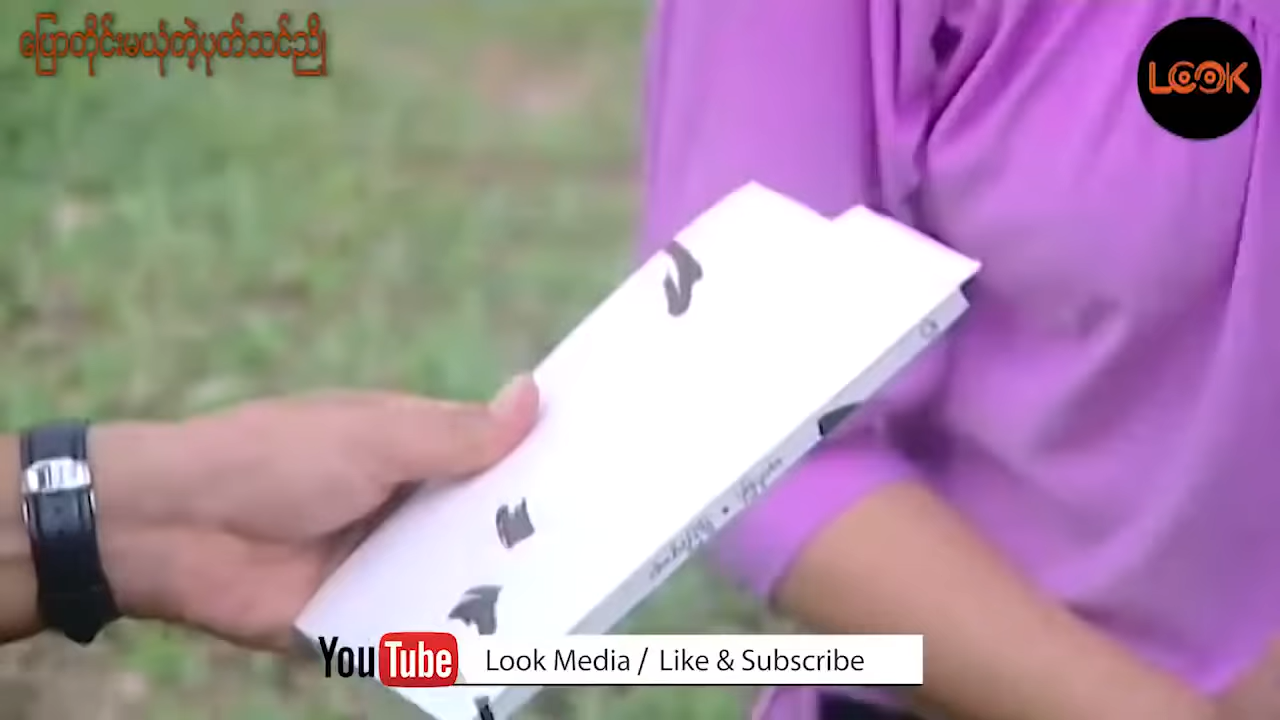 ပြောတိုင်းမယုံတဲ့ပုတ်သင်ညို
LOOK
YouTube Look Media / Like & Subscribe